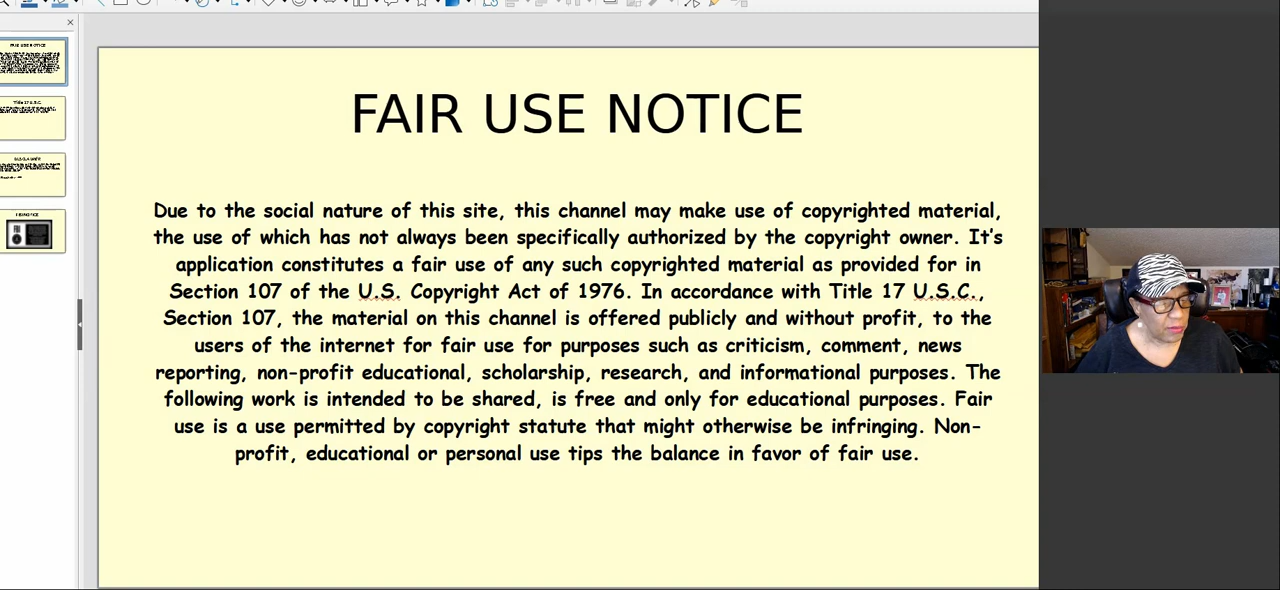 FAIR USE NOTICE
Title 17 U.S.C.
FAIR USE NOTICE
Due to the social nature of this site, this channel may make use of copyrighted material,
the use of which has not always been specifically authorized by the copyright owner. It's
application constitutes a fair use of any such copyrighted material as provided for in
Section 107 of the U.S. Copyright Act of 1976. In accordance with Title 17 U.S.C.,
Section 107, the material on this channel is offered publicly and without profit, to the
users of the internet for fair use for purposes such as criticism, comment, news
reporting, non-profit educational, scholarship, research, and informational purposes. The
following work is intended to be shared, is free and only for educational purposes. Fair
use is a use permitted by copyright statute that might otherwise be infringing. Non-
profit, educational or personal use tips the balance in favor of fair use.